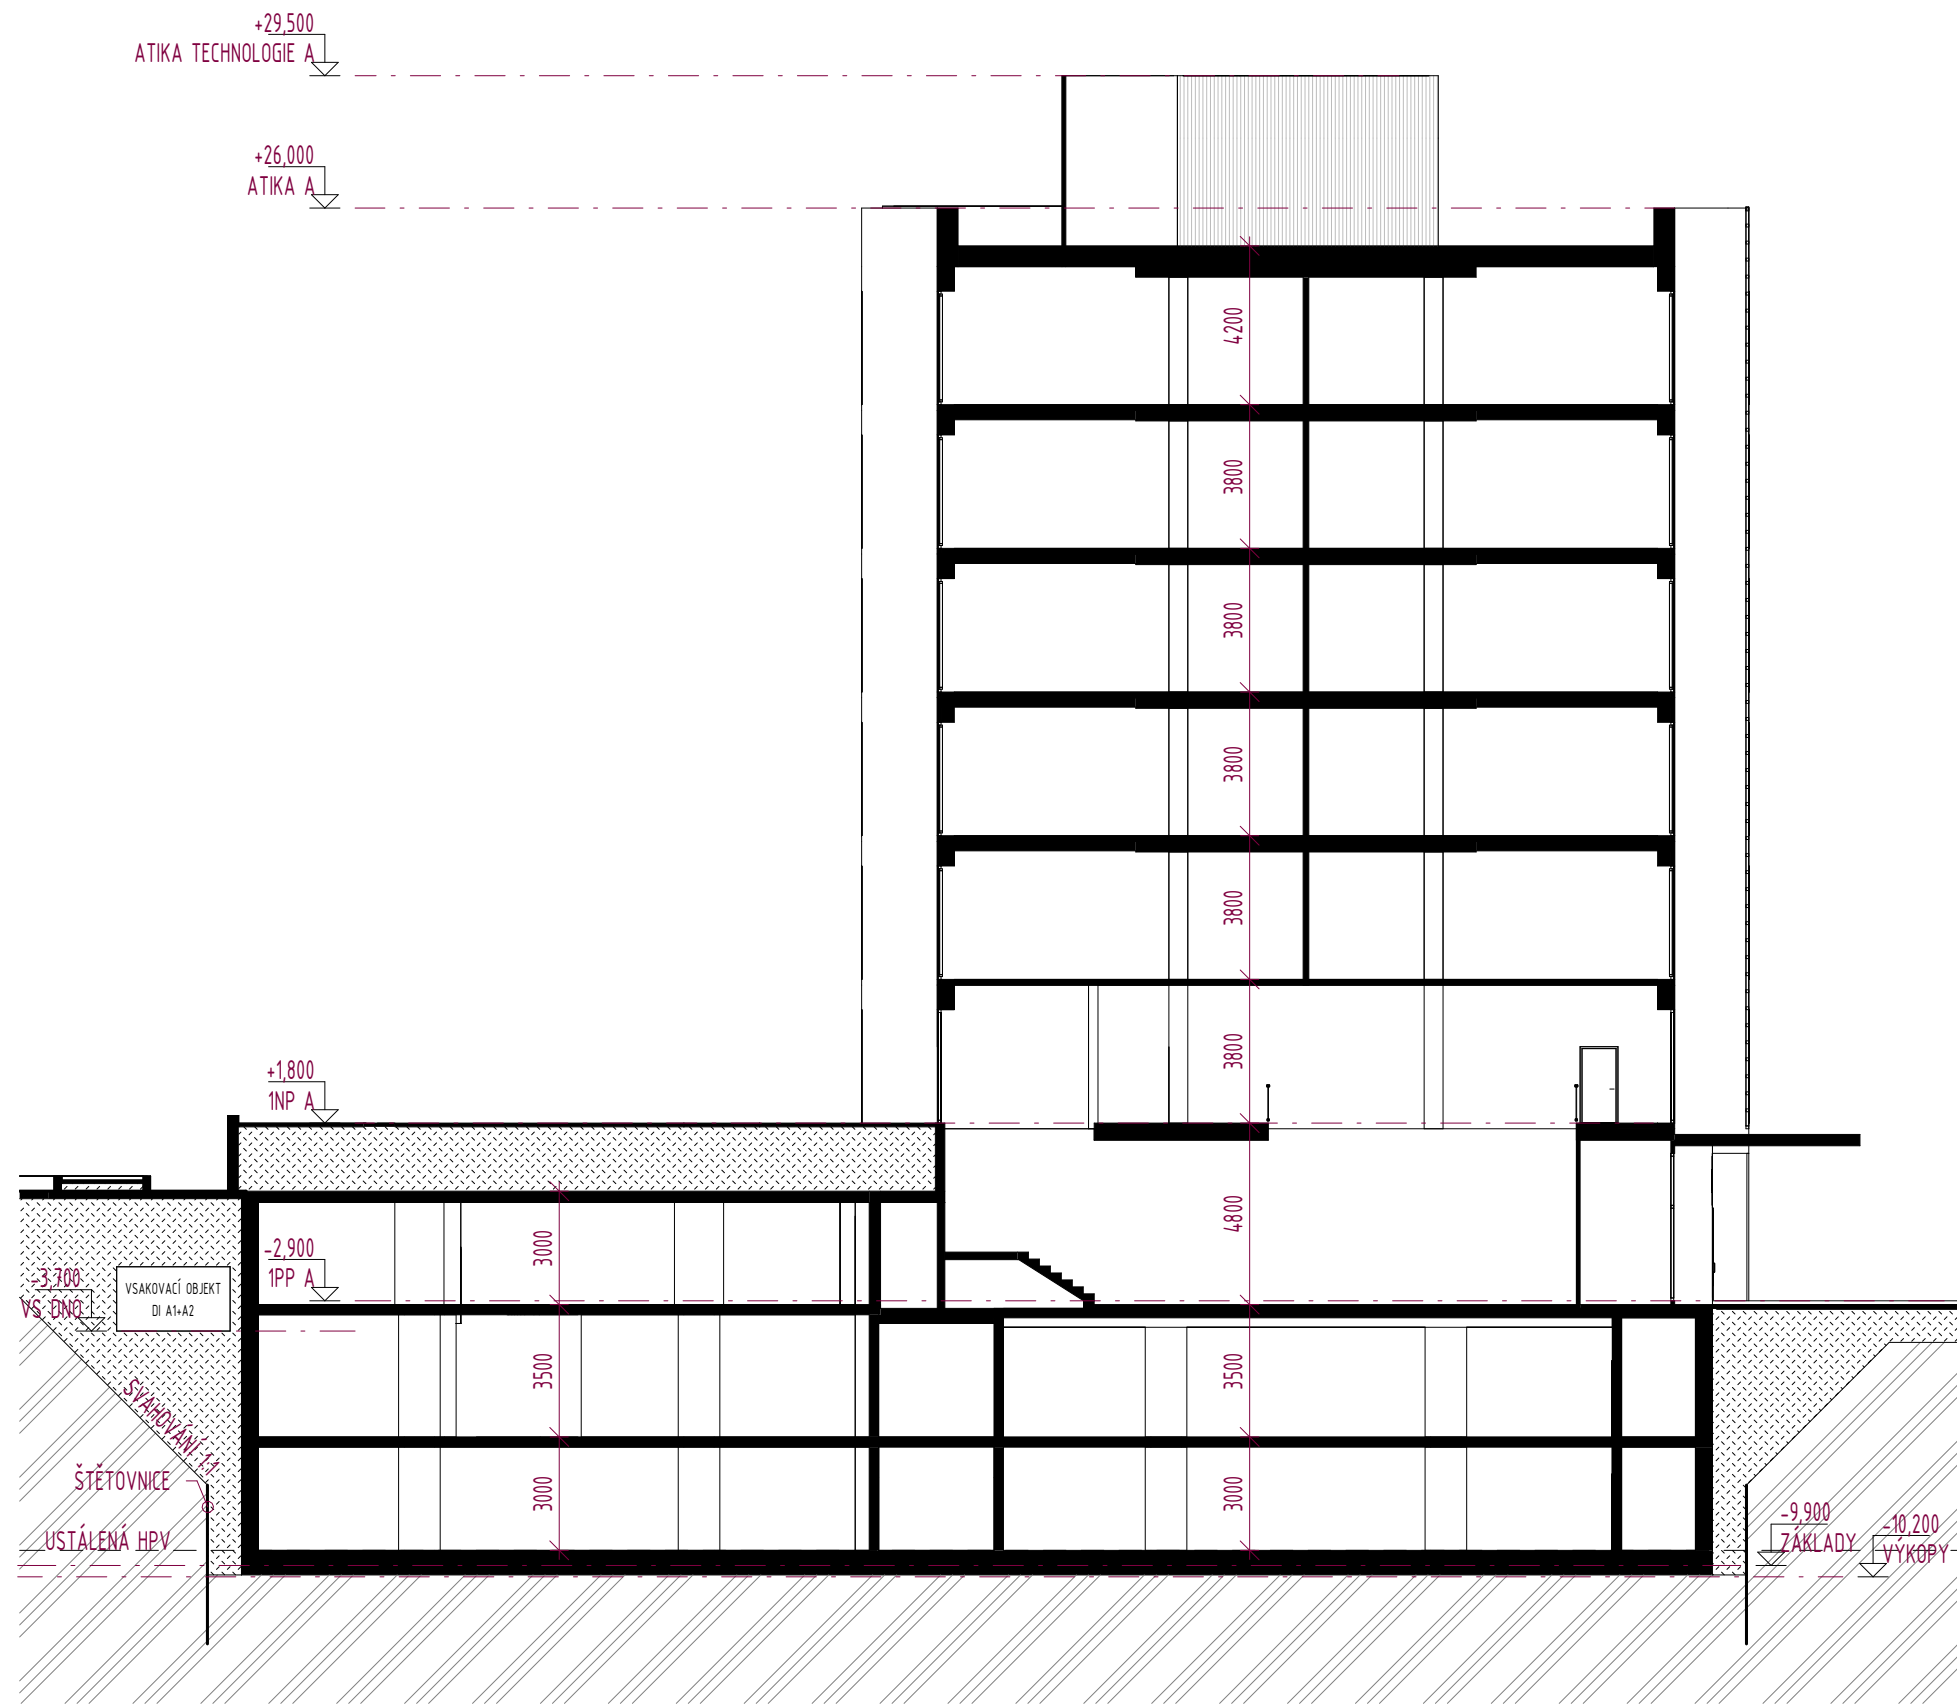 +29,500
ATIKA TECHNOLOGIE A
+26,000
ATIKA A
4200
3800
3800
3800
3800
3800
+1,800
1NP A
4800
3000
-2,900
1PP A
-3,700
VS DNO
VSAKOVACÍ OBJEKT
DI A1+A2
3500
3500
SVAHOVÁNÍ 1:1
ŠTĚTOVNICE
3000
3000
USTÁLENÁ HPV
-9,900
ZÁKLADY
-10,200
VÝKOPY